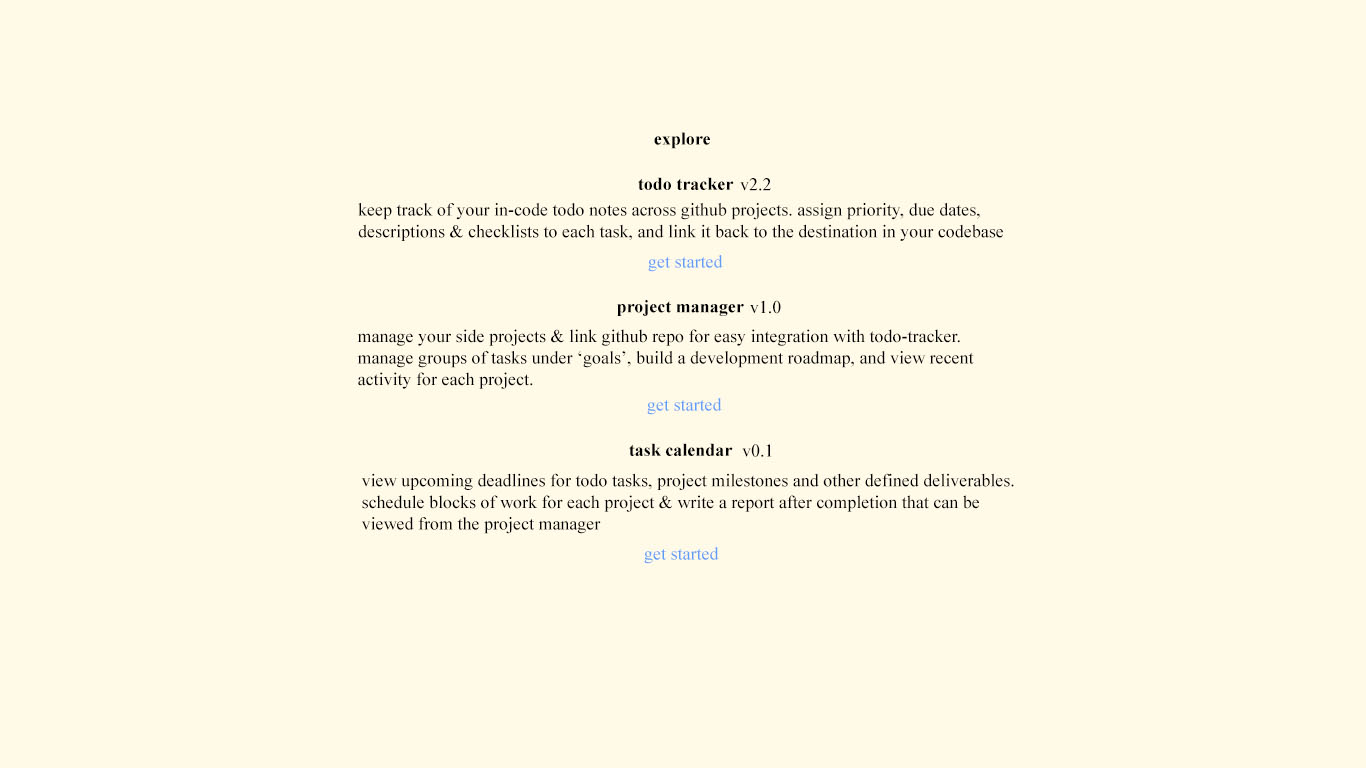 explore
todo tracker v2.2
keep track of your in-code todo notes across github projects. assign priority, due dates,
descriptions & checklists to each task, and link it back to the destination in your codebase
get started
project manager v1.0
manage your side projects & link github repo for easy integration with todo-tracker.
manage groups of tasks under ‘goals’, build a development roadmap, and view recent
activity for each project.
get started
task calendar v0.1
view upcoming deadlines for todo tasks, project milestones and other defined deliverables.
schedule blocks of work for each project & write a report after completion that can be
viewed from the project manager
get started